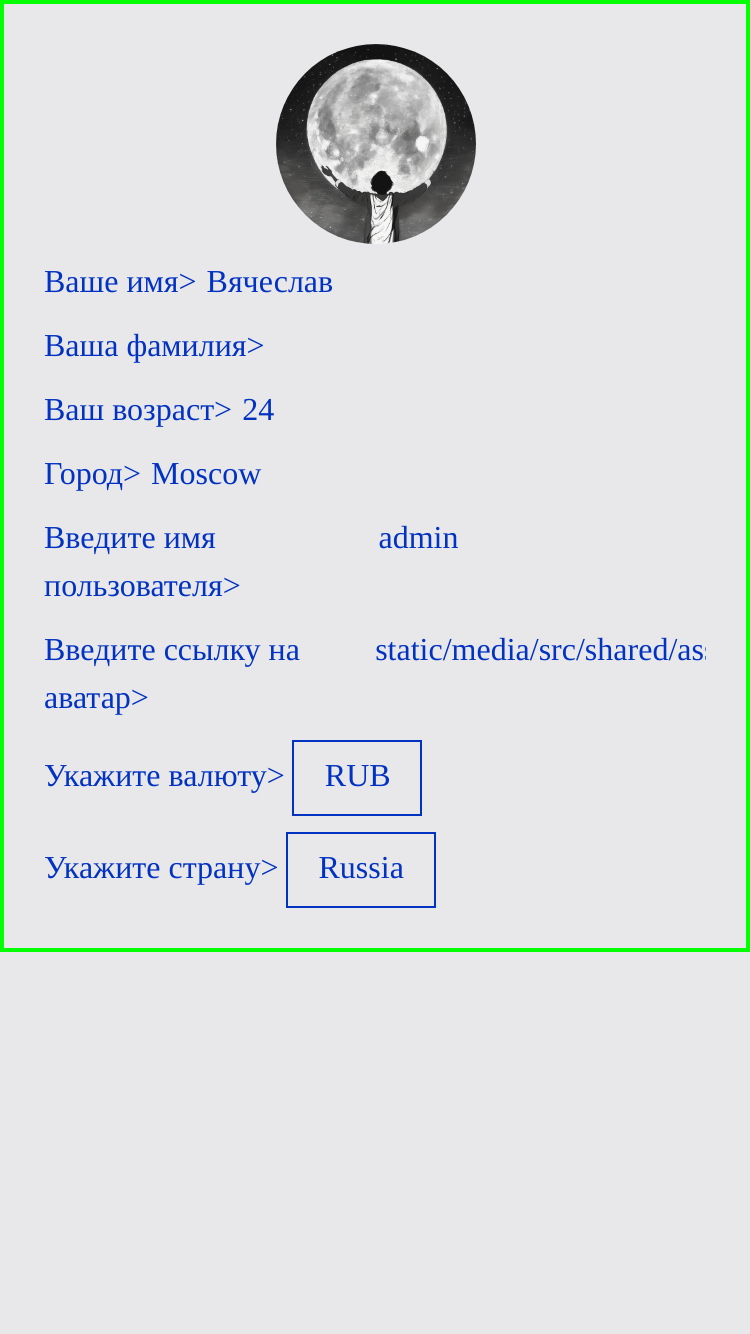 Ваше имя> Вячеслав
Ваша фамилия>
Ваш возраст> 24
Город> Moscow
Введите имя пользователя> admin
Введите ссылку на аватар> static/media/src/shared/as
Укажите валюту> RUB
Укажите страну> Russia